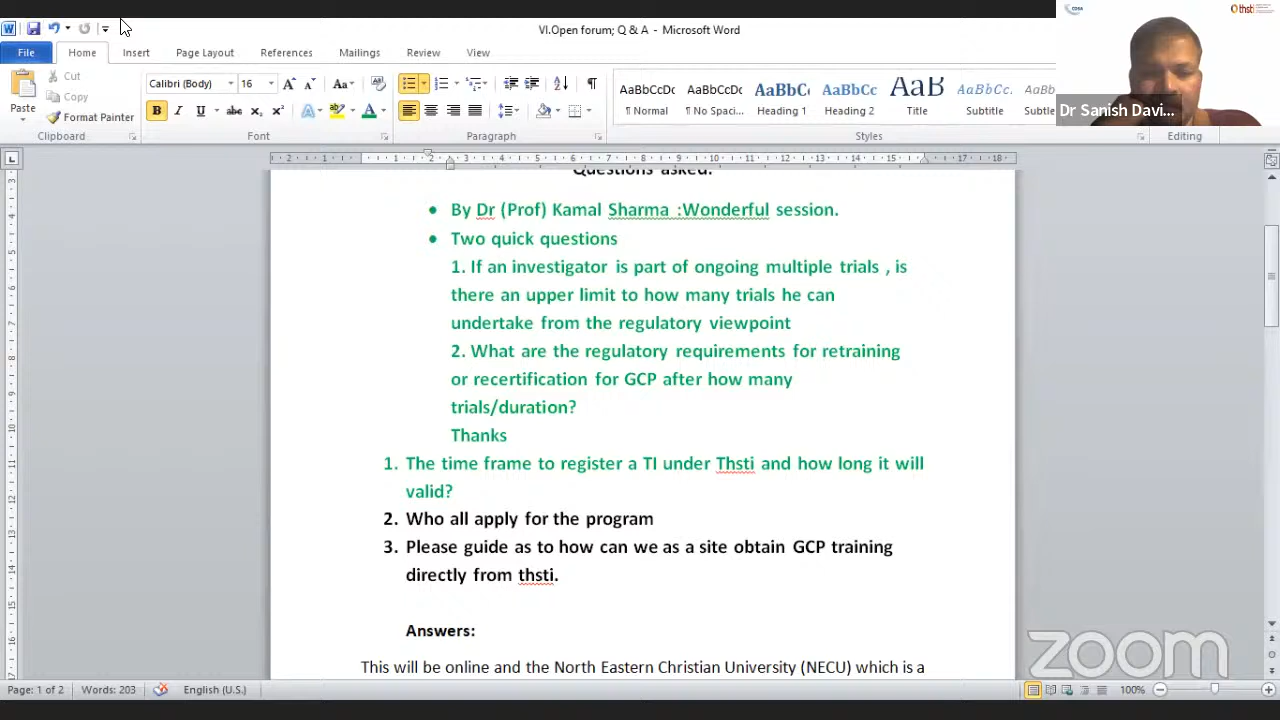 VI.Open forum; Q & A - Microsoft Word
File Home Insert Page Layout References Mailings Review View
Paste
Cut
Copy
Format Painter
Calibri (Body) 16
AaBbCcDc AaBbCcDc AaBbC AaBbCc AaB AaBbCc. AaBb
¶ Normal ¶ No Spaci... Heading 1 Heading 2 Title Subtitle Subtle
Clipboard Font Paragraph Styles Editing
CDSA
thsti
Dr Sanish Davi...
Questions asked:
• By Dr (Prof) Kamal Sharma :Wonderful session.
• Two quick questions
1. If an investigator is part of ongoing multiple trials , is
there an upper limit to how many trials he can
undertake from the regulatory viewpoint
2. What are the regulatory requirements for retraining
or recertification for GCP after how many
trials/duration?
Thanks
1. The time frame to register a TI under Thsti and how long it will
valid?
2. Who all apply for the program
3. Please guide as to how can we as a site obtain GCP training
directly from thsti.
Answers:
This will be online and the North Eastern Christian University (NECU) which is a
zoom
Page: 1 of 2 Words: 203 English (U.S.) 100%